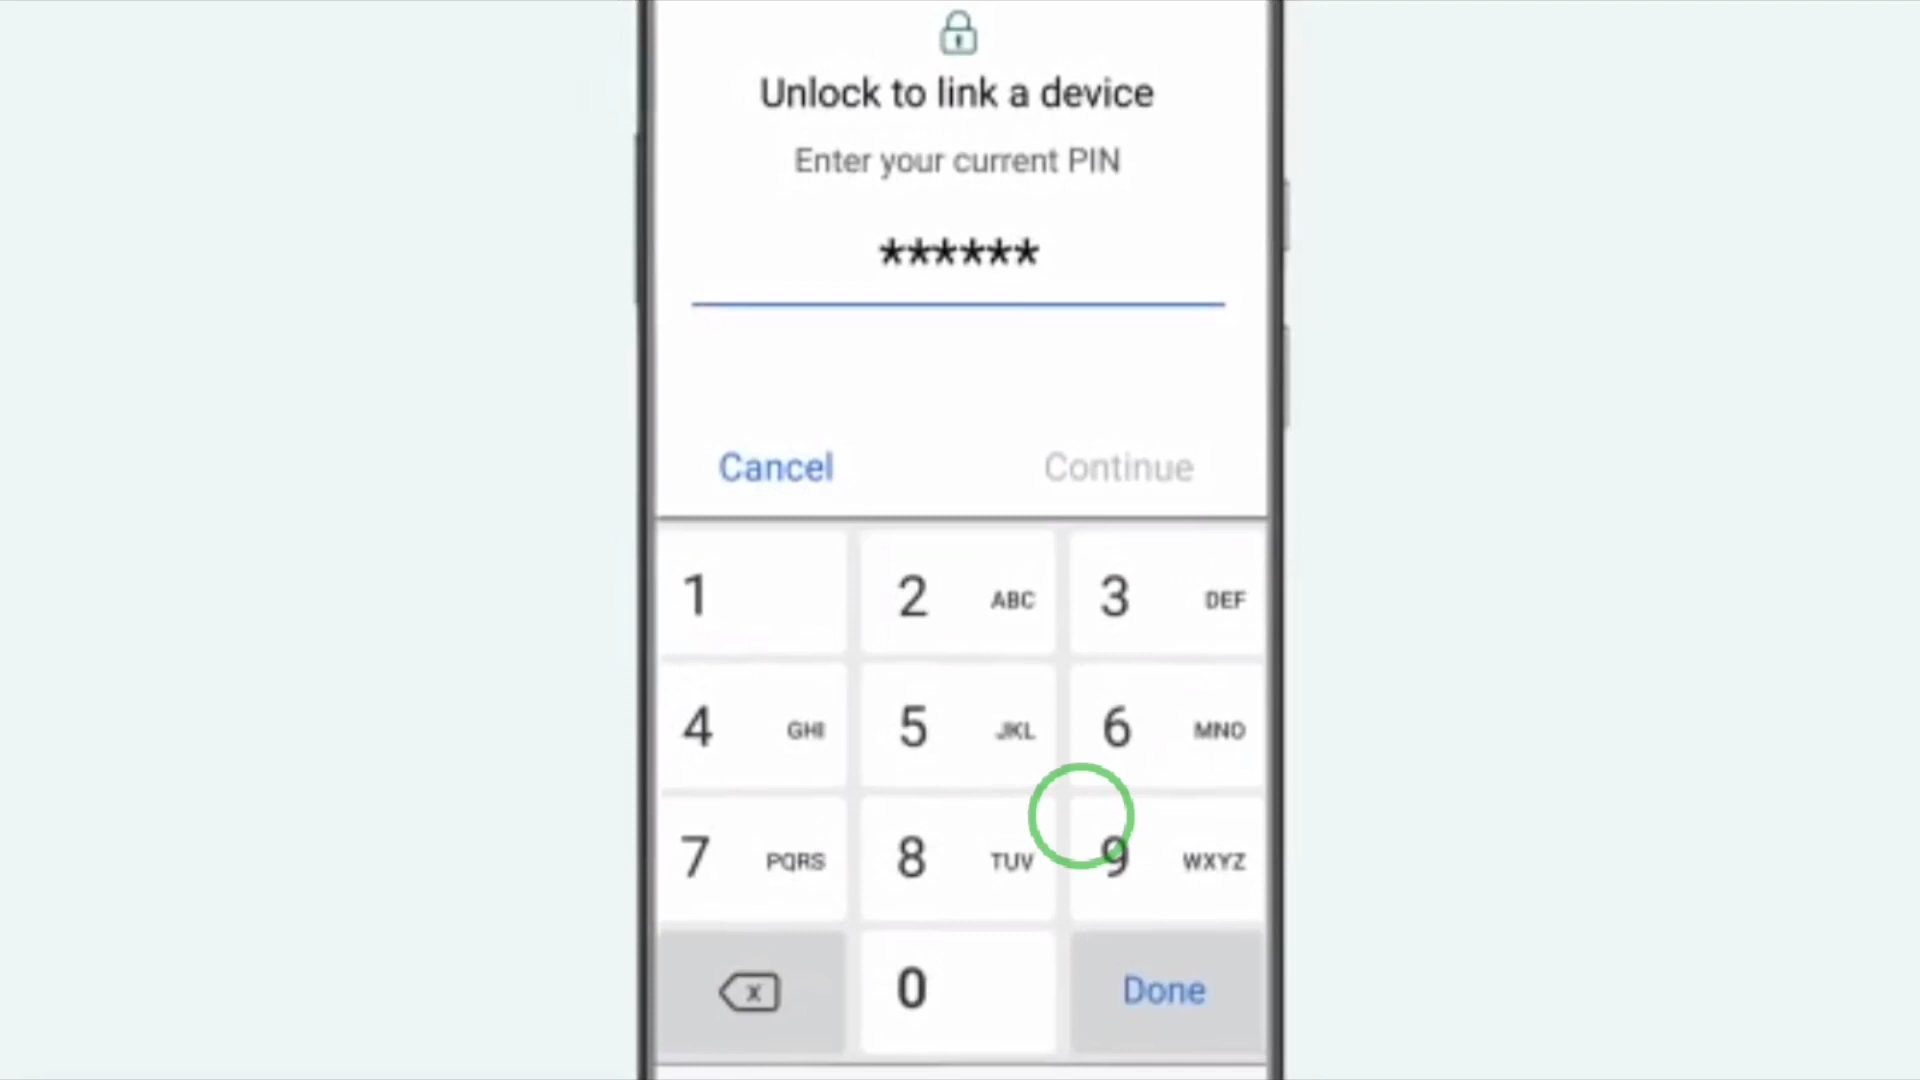 Unlock to link a device
Enter your current PIN
******
Cancel Continue
1 2 ABC 3 DEF
4 GHI 5 JKL 6 MNO
7 PQRS 8 TUV 9 WXYZ
x 0 Done